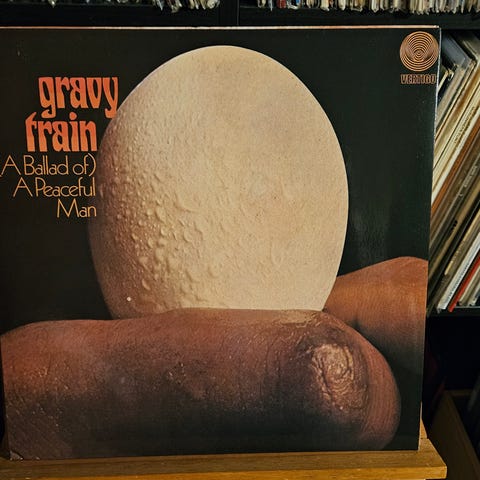 gravy
train
(A Ballad of)
A Peaceful
Man
VERTIGO